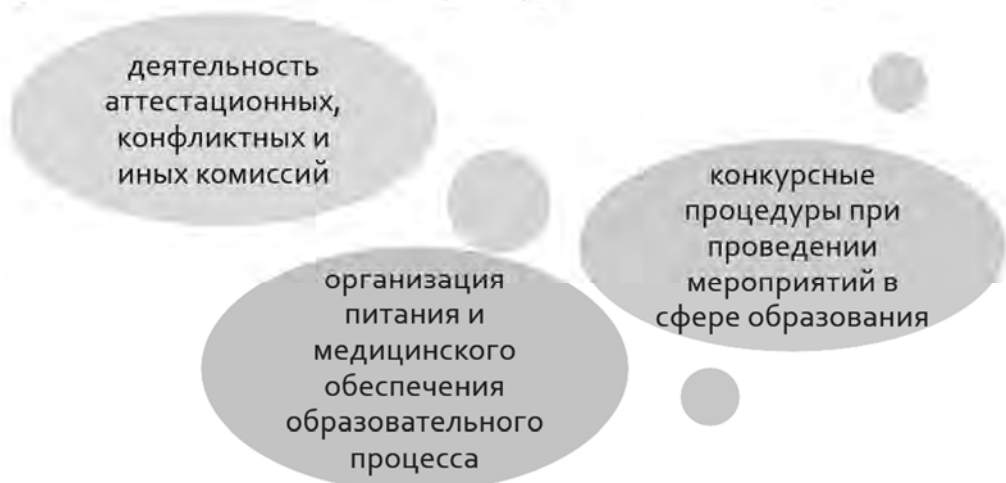 деятельность
аттестационных,
конфликтных и
иных комиссий
конкурсные
процедуры при
проведении
мероприятий в
сфере образования
организация
питания и
медицинского
обеспечения
образовательного
процесса